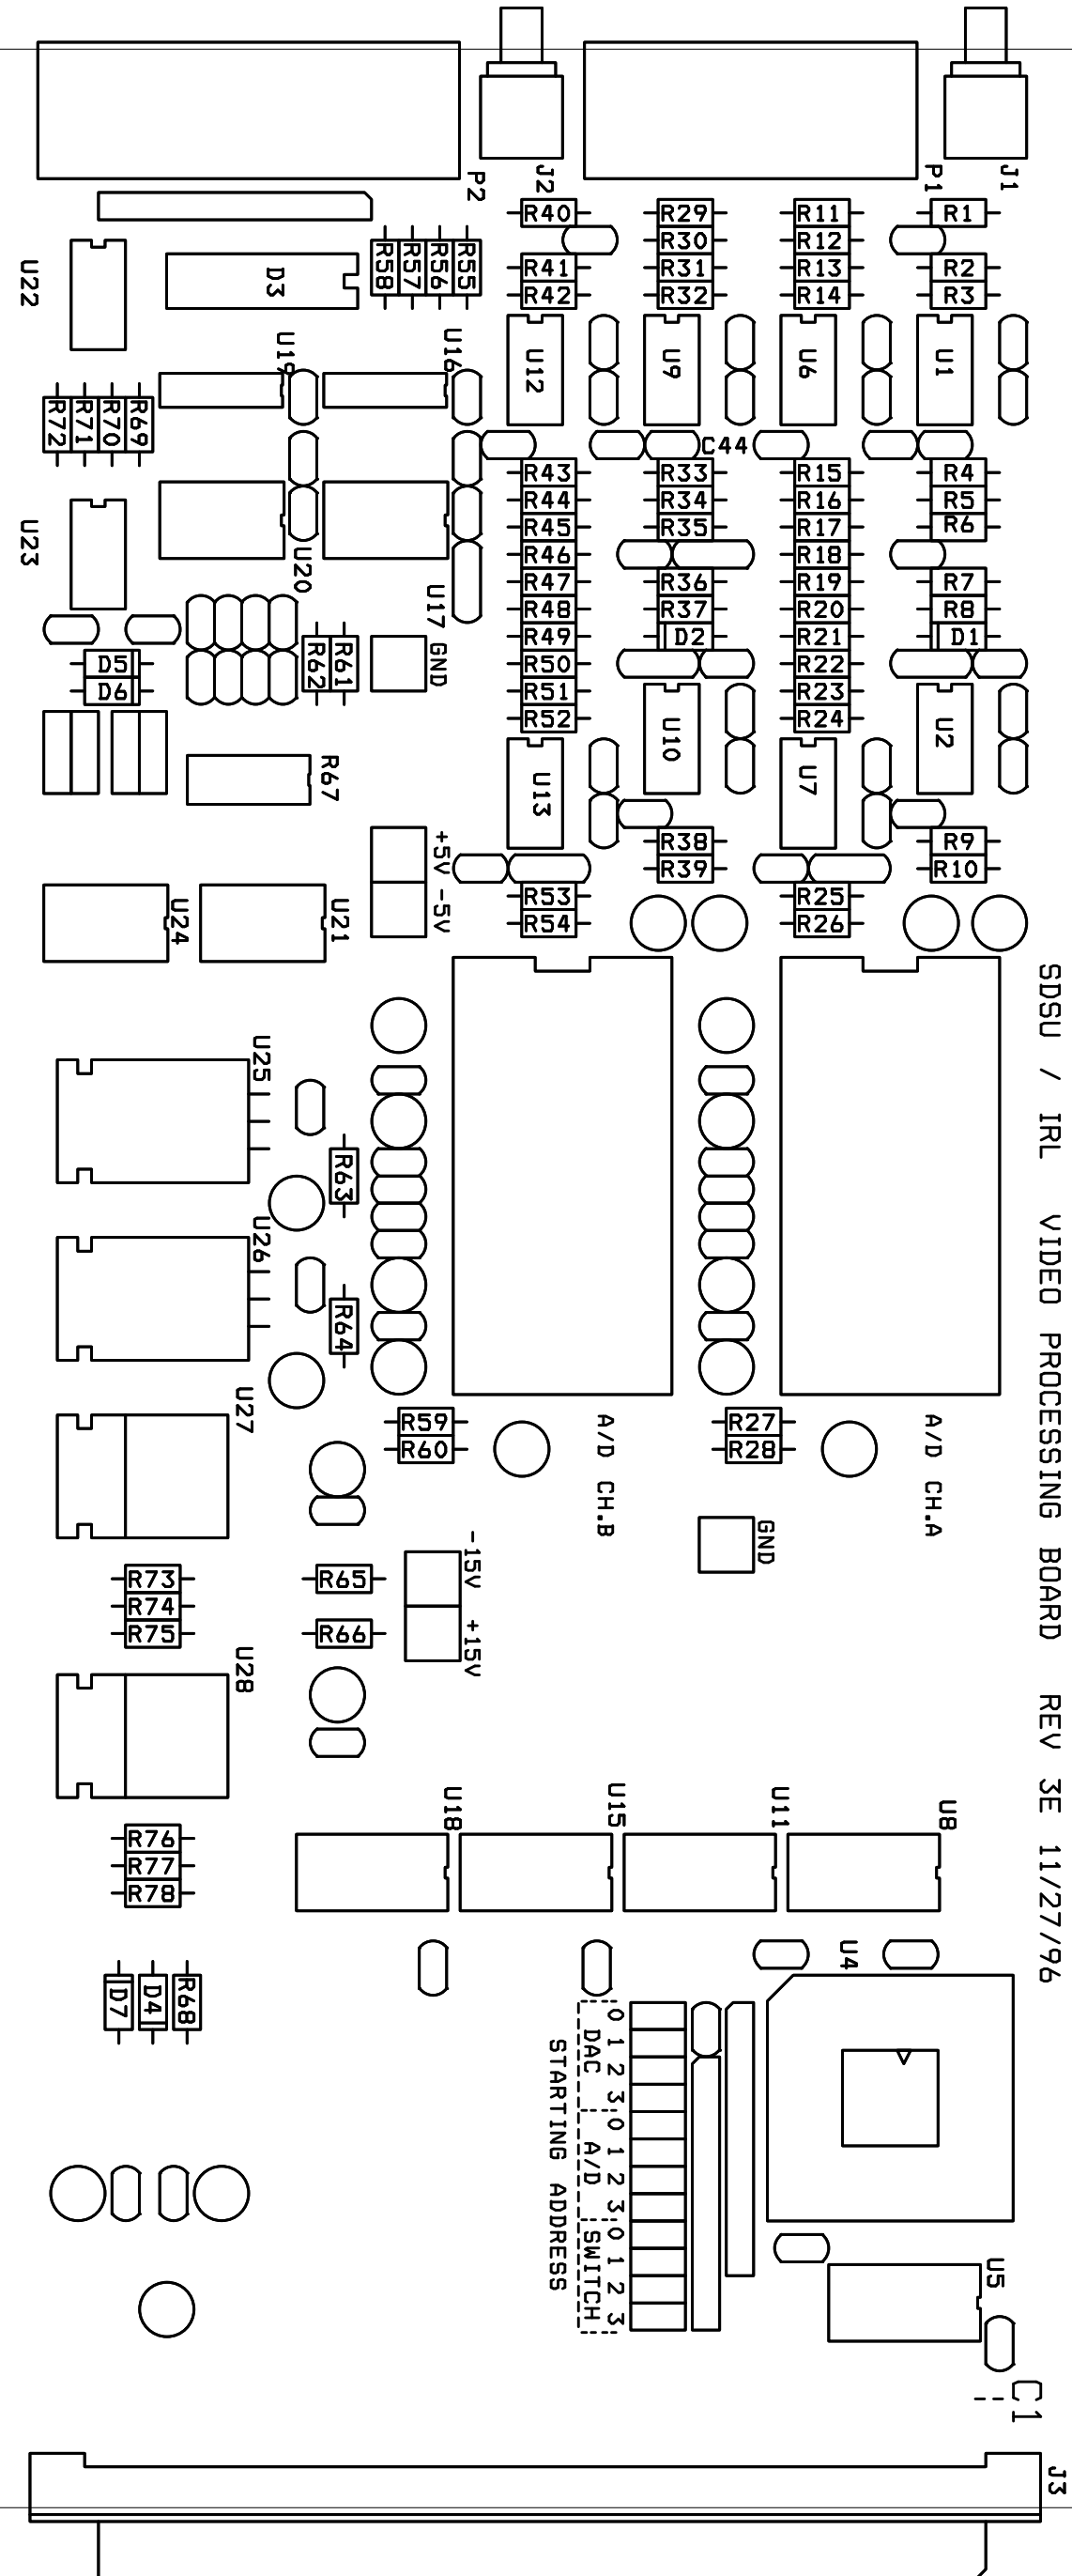 J1
P1
J2
P2
R40
R29
R11
R1
R30
R12
R41
R31
R13
R2
R42
R32
R14
R3
R58
R57
R56
R55
D3
U22
U19
U16
U12
U9
U6
U1
R72
R71
R70
R69
C44
R43
R33
R15
R4
R44
R34
R16
R5
R45
R35
R17
R6
R46
R18
R47
R36
R19
R7
R48
R37
R20
R8
R49
D2
R21
D1
R50
R22
R51
R23
R52
R24
U23
U20
U17
GND
R62
R61
D5
D6
U10
U2
U13
U7
R67
+5V
-5V
R38
R9
R39
R10
R53
R25
R54
R26
U24
U21
SDSU / IRL VIDEO PROCESSING BOARD REV 3E 11/27/96
U25
R63
U26
R64
U27
R59
R60
R27
R28
A/D CH.B
A/D CH.A
GND
-15V
+15V
R73
R74
R75
R65
R66
U28
R76
R77
R78
U18
U15
U11
U8
U4
D7
D4
R68
0 1 2 3 0 1 2 3 0 1 2 3
DAC A/D SWITCH
STARTING ADDRESS
U5
C1
J3